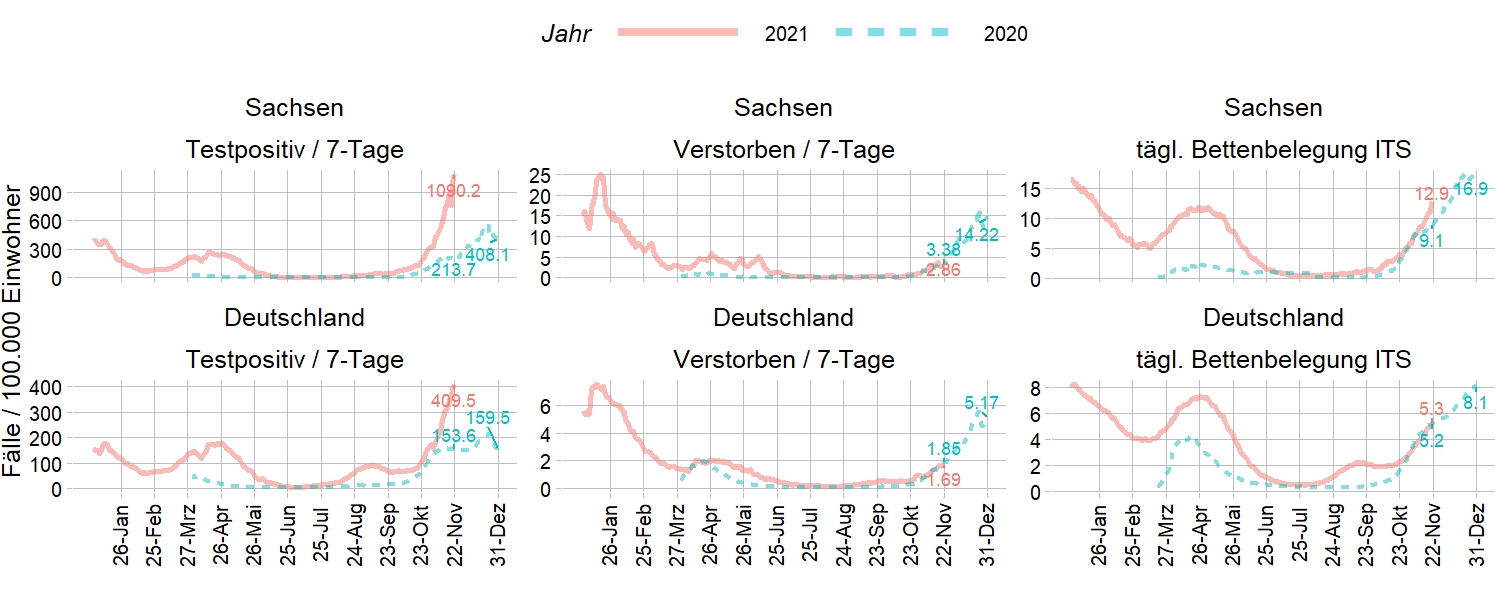 Jahr 2021 2020
Fälle / 100.000 Einwohner
Sachsen
Testpositiv / 7-Tage
900
600
300
0
1090.2
408.1
213.7
Sachsen
Verstorben / 7-Tage
25
20
15
10
5
0
14.22
3.38
2.86
Sachsen
tägl. Bettenbelegung ITS
15
10
5
0
12.9
16.9
9.1
Deutschland
Testpositiv / 7-Tage
400
300
200
100
0
409.5
159.5
153.6
26-Jan 25-Feb 27-Mrz 26-Apr 26-Mai 25-Jun 25-Jul 24-Aug 23-Sep 23-Okt 22-Nov 31-Dez
Deutschland
Verstorben / 7-Tage
6
4
2
0
5.17
1.85
1.69
26-Jan 25-Feb 27-Mrz 26-Apr 26-Mai 25-Jun 25-Jul 24-Aug 23-Sep 23-Okt 22-Nov 31-Dez
Deutschland
tägl. Bettenbelegung ITS
8
6
4
2
0
5.3
8.1
5.2
26-Jan 25-Feb 27-Mrz 26-Apr 26-Mai 25-Jun 25-Jul 24-Aug 23-Sep 23-Okt 22-Nov 31-Dez